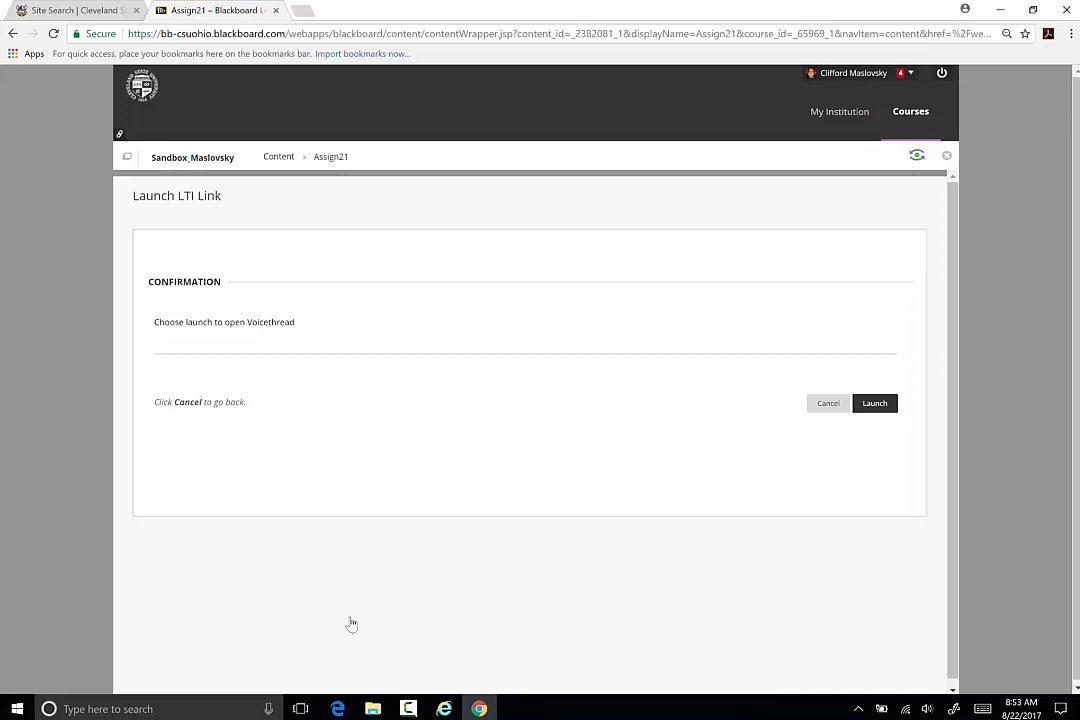 Site Search | Cleveland S
Assign21 – Blackboard L
Secure
https://bb-csuohio.blackboard.com/webapps/blackboard/content/contentWrapper.jsp?content_id=_2382081_1&displayName=Assign21&course_id=_65969_1&navItem=content&href=%2Fwe...
Apps For quick access, place your bookmarks here on the bookmarks bar. Import bookmarks now...
Clifford Maslovsky 4
My Institution Courses
Sandbox_Maslovsky Content > Assign21
Launch LTI Link
CONFIRMATION
Choose launch to open Voicethread
Click Cancel to go back.
Cancel Launch
Type here to search
8:53 AM
8/22/2017